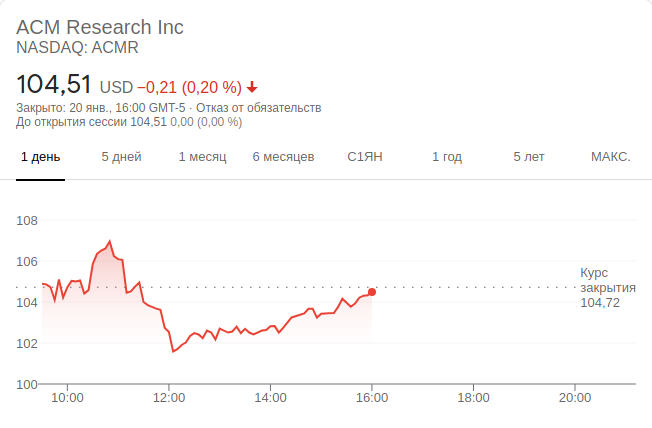 ACM Research Inc
NASDAQ: ACMR
104,51 USD −0,21 (0,20 %)
Закрыто: 20 янв., 16:00 GMT-5 · Отказ от обязательств
До открытия сессии 104,51 0,00 (0,00 %)
1 день 5 дней 1 месяц 6 месяцев С1ЯН 1 год 5 лет МАКС.
108
106
Курс
закрытия
104,72
104
102
100
10:00 12:00 14:00 16:00 18:00 20:00